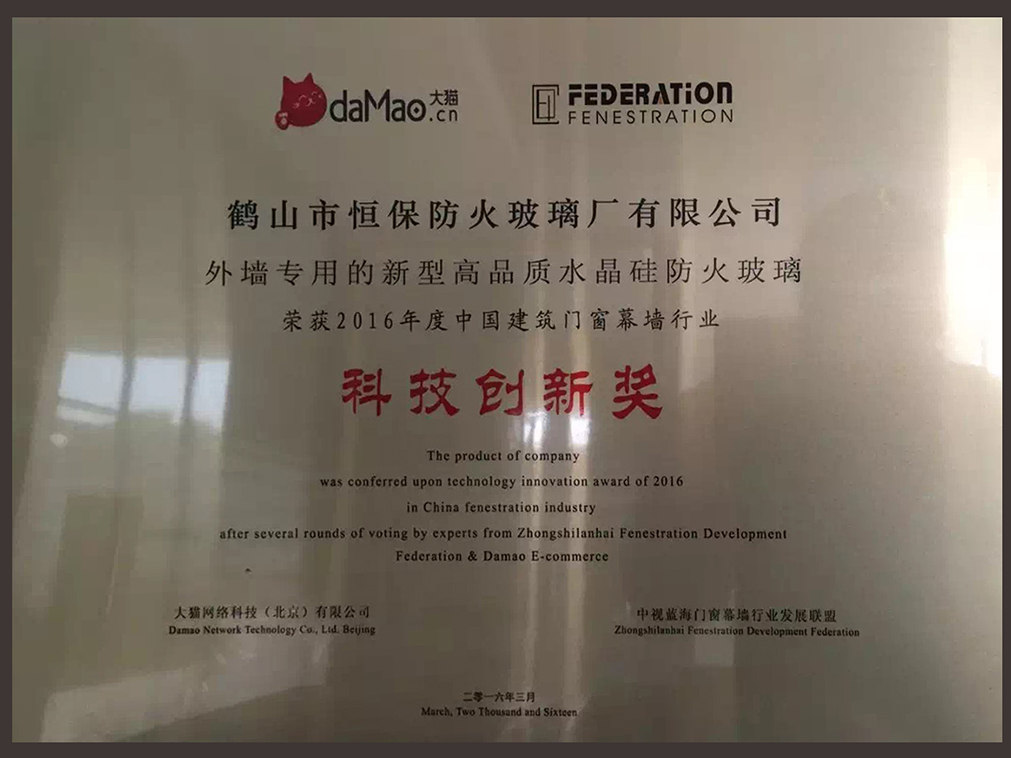 daMao大猫.cn
FEDERATION
FENESTRATION
鹤山市恒保防火玻璃厂有限公司
外墙专用的新型高品质水晶硅防火玻璃
荣获2016年度中国建筑门窗幕墙行业
科技创新奖
The product of company
was conferred upon technology innovation award of 2016
in China fenestration industry
after several rounds of voting by experts from Zhongshilanhai Fenestration Development
Federation & Damao E-commerce
大猫网络科技（北京）有限公司
Damao Network Technology Co., Ltd. Beijing
中视蓝海门窗幕墙行业发展联盟
Zhongshilanhai Fenestration Development Federation
二零一六年三月
March, Two Thousand and Sixteen